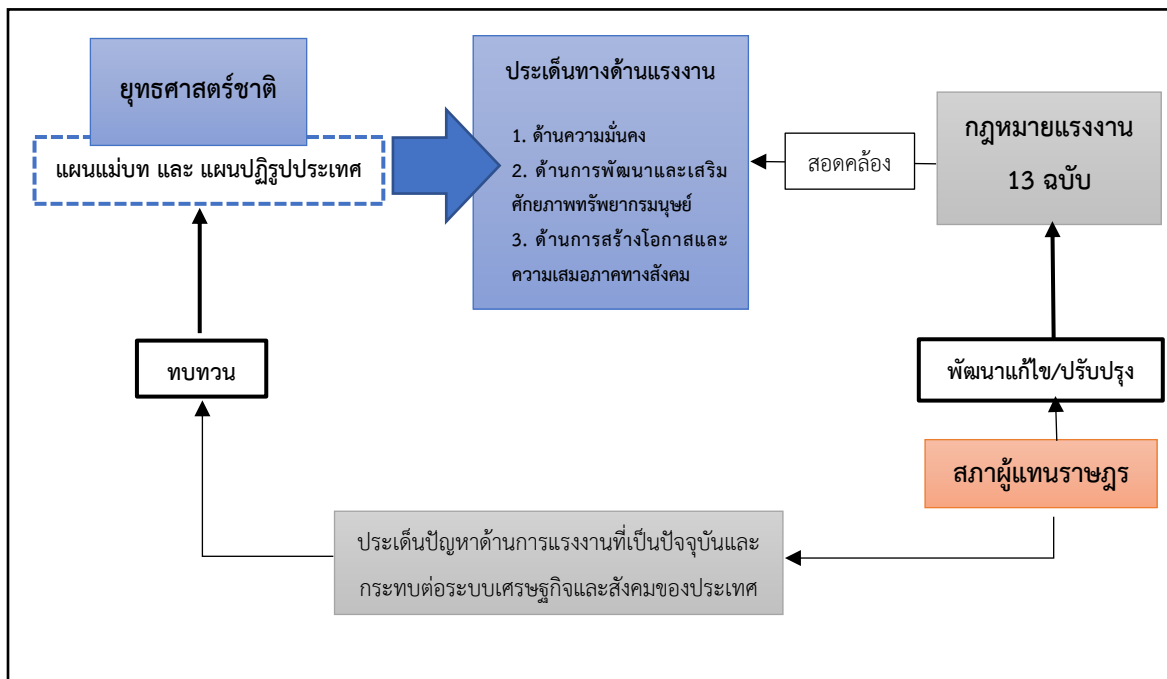 ยุทธศาสตร์ชาติ
แผนแม่บท และ แผนปฏิรูปประเทศ
ประเด็นทางด้านแรงงาน
1. ด้านความมั่นคง
2. ด้านการพัฒนาและเสริม
ศักยภาพทรัพยากรมนุษย์
3. ด้านการสร้างโอกาสและ
ความเสมอภาคทางสังคม
สอดคล้อง
กฎหมายแรงงาน
13 ฉบับ
ทบทวน
พัฒนาแก้ไข/ปรับปรุง
สภาผู้แทนราษฎร
ประเด็นปัญหาด้านการแรงงานที่เป็นปัจจุบันและ
กระทบต่อระบบเศรษฐกิจและสังคมของประเทศ